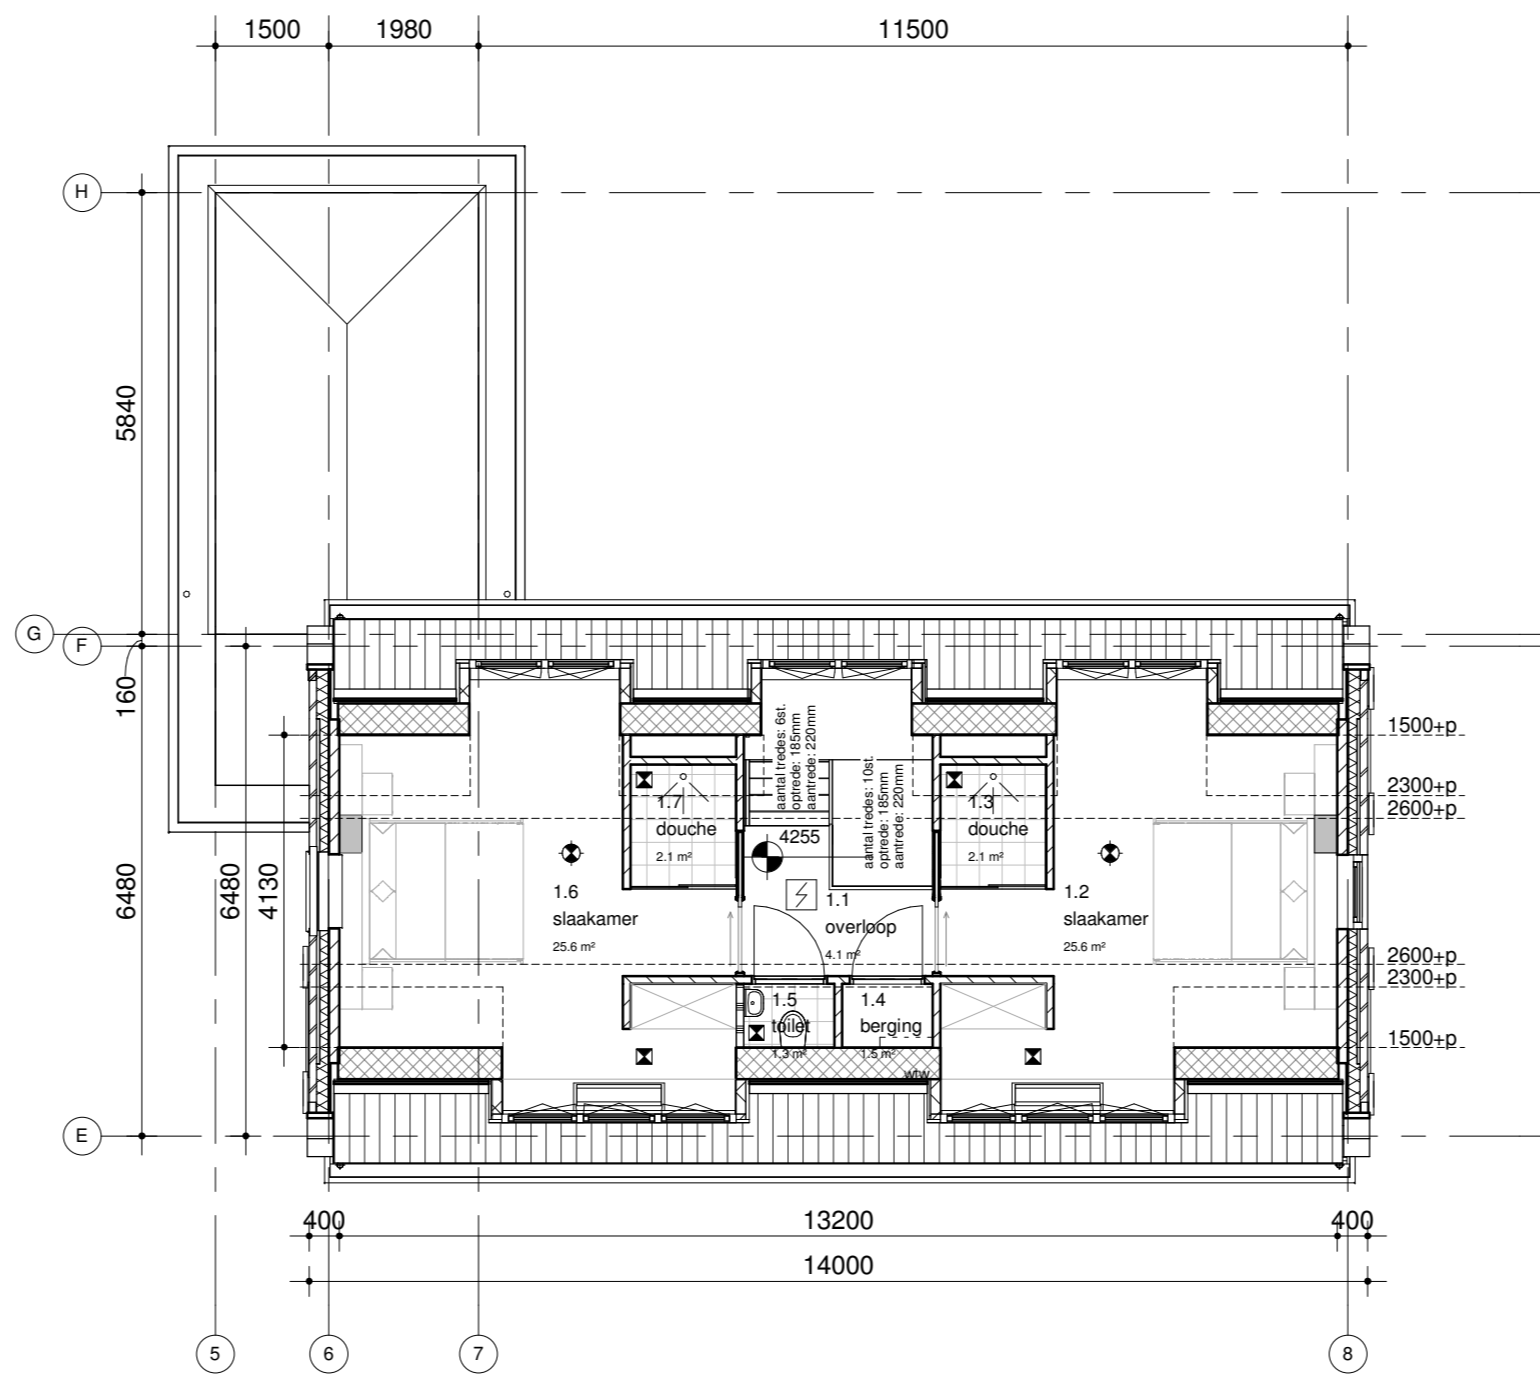 1500
1980
11500
H
5840
G
F
160
6480
6480
4130
E
aantal tredes: 6st.
optrede: 185mm
aantrede: 220mm
aantal tredes: 10st.
optrede: 185mm
aantrede: 220mm
1500+p
2300+p
2600+p
1.7
douche
2.1 m²
4255
1.3
douche
2.1 m²
1.6
slaakamer
25.6 m²
1.1
overloop
4.1 m²
1.2
slaakamer
25.6 m²
2600+p
2300+p
1500+p
1.5
toilet
1.3 m²
1.4
berging
1.5 m²
wtw
400
13200
400
14000
5
6
7
8